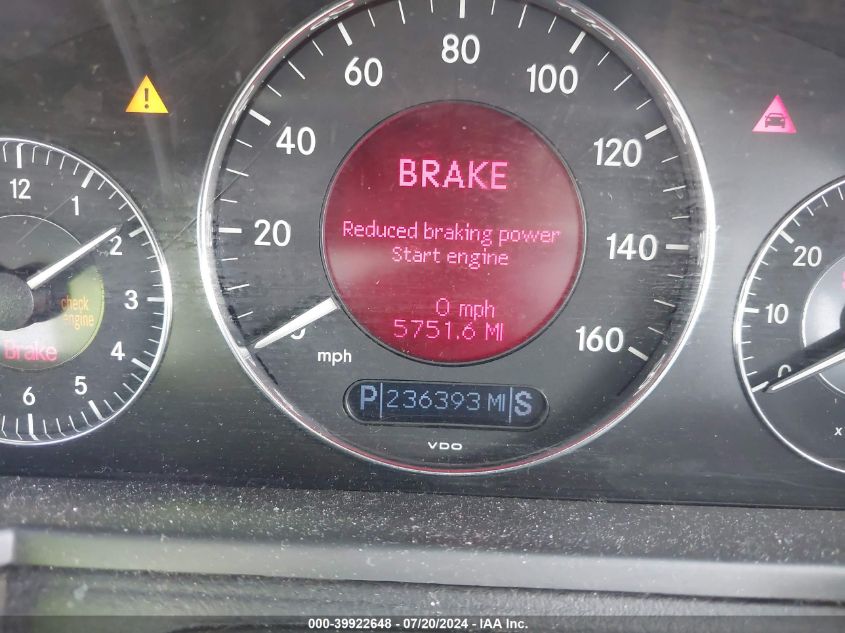 80
60
100
40
120
BRAKE
12
1
20
Reduced braking power
Start engine
2
140
20
3
check
engine
0 mph
5751.6 MI
10
Brake
4
160
mph
0
5
6
P 236393 MI S
VDO
x
000-39922648 - 07/20/2024 - IAA Inc.